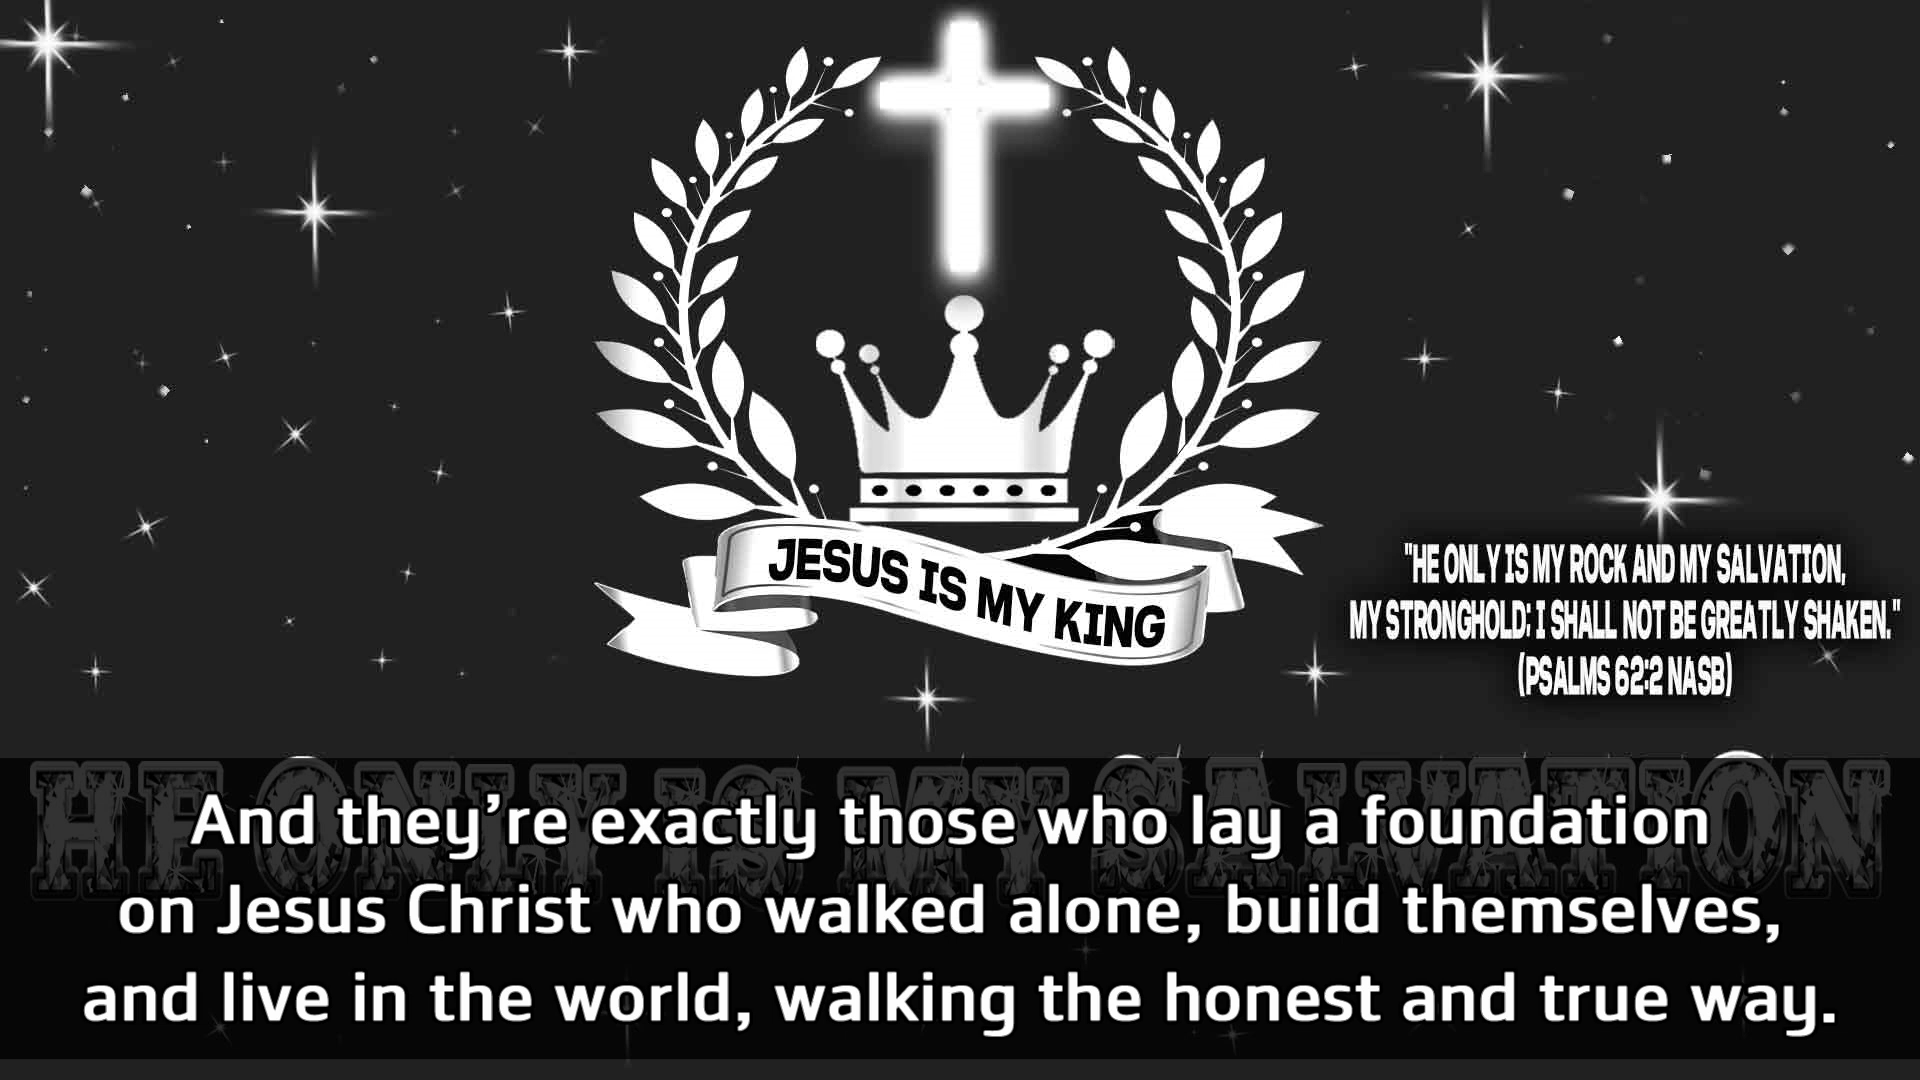 JESUS IS MY KING
"HE ONLY IS MY ROCK AND MY SALVATION,
MY STRONGHOLD; I SHALL NOT BE GREATLY SHAKEN."
(PSALMS 62:2 NASB)
HE ONLY IS MY SALVATION
And they’re exactly those who lay a foundation
on Jesus Christ who walked alone, build themselves,
and live in the world, walking the honest and true way.